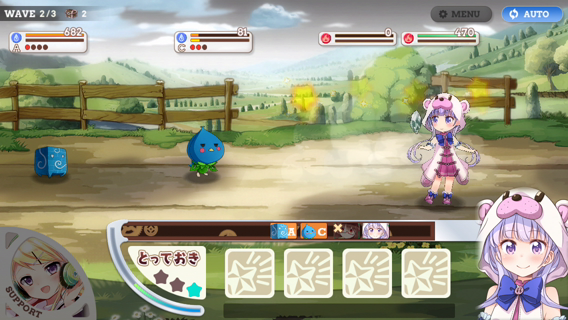 WAVE 2/3 2
MENU
AUTO
682
A
81
C
0
470
A
C
とっておき
SUPPORT